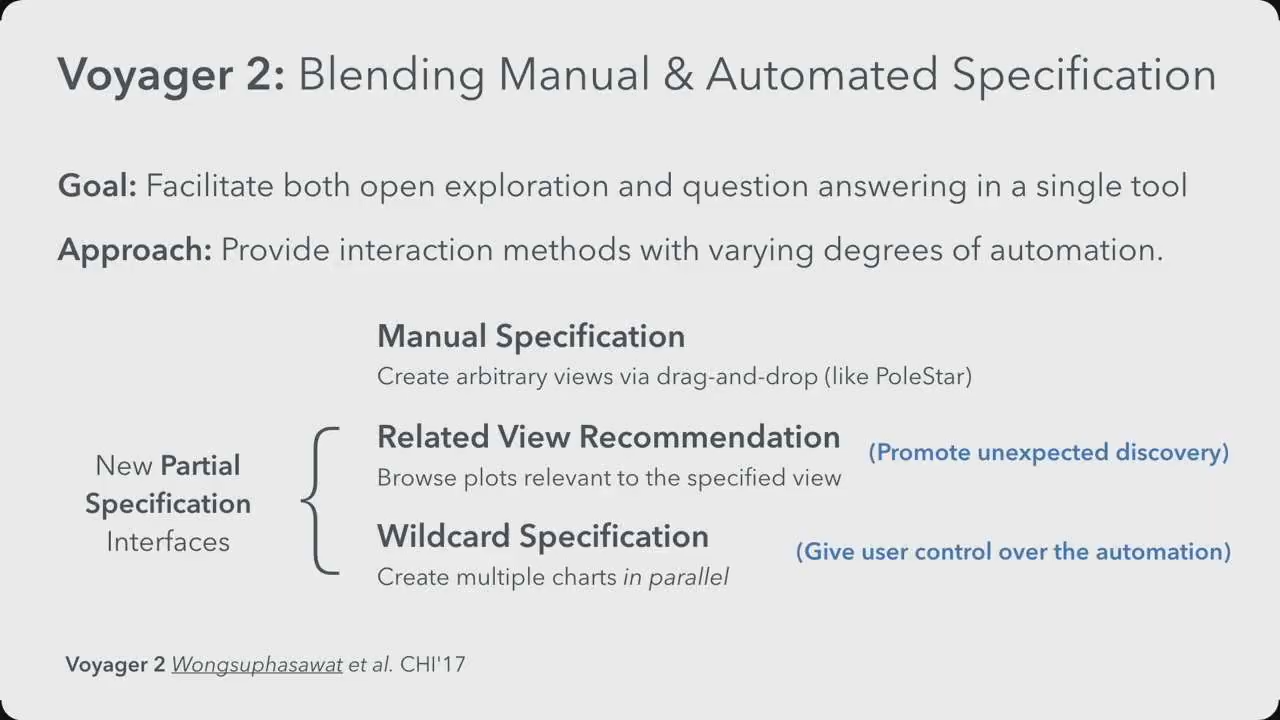 Voyager 2: Blending Manual & Automated Specification
Goal: Facilitate both open exploration and question answering in a single tool
Approach: Provide interaction methods with varying degrees of automation.
Manual Specification
Create arbitrary views via drag-and-drop (like PoleStar)
New Partial
Specification
Interfaces
Related View Recommendation
(Promote unexpected discovery)
Browse plots relevant to the specified view
Wildcard Specification
(Give user control over the automation)
Create multiple charts in parallel
Voyager 2 Wongsuphasawat et al. CHI'17